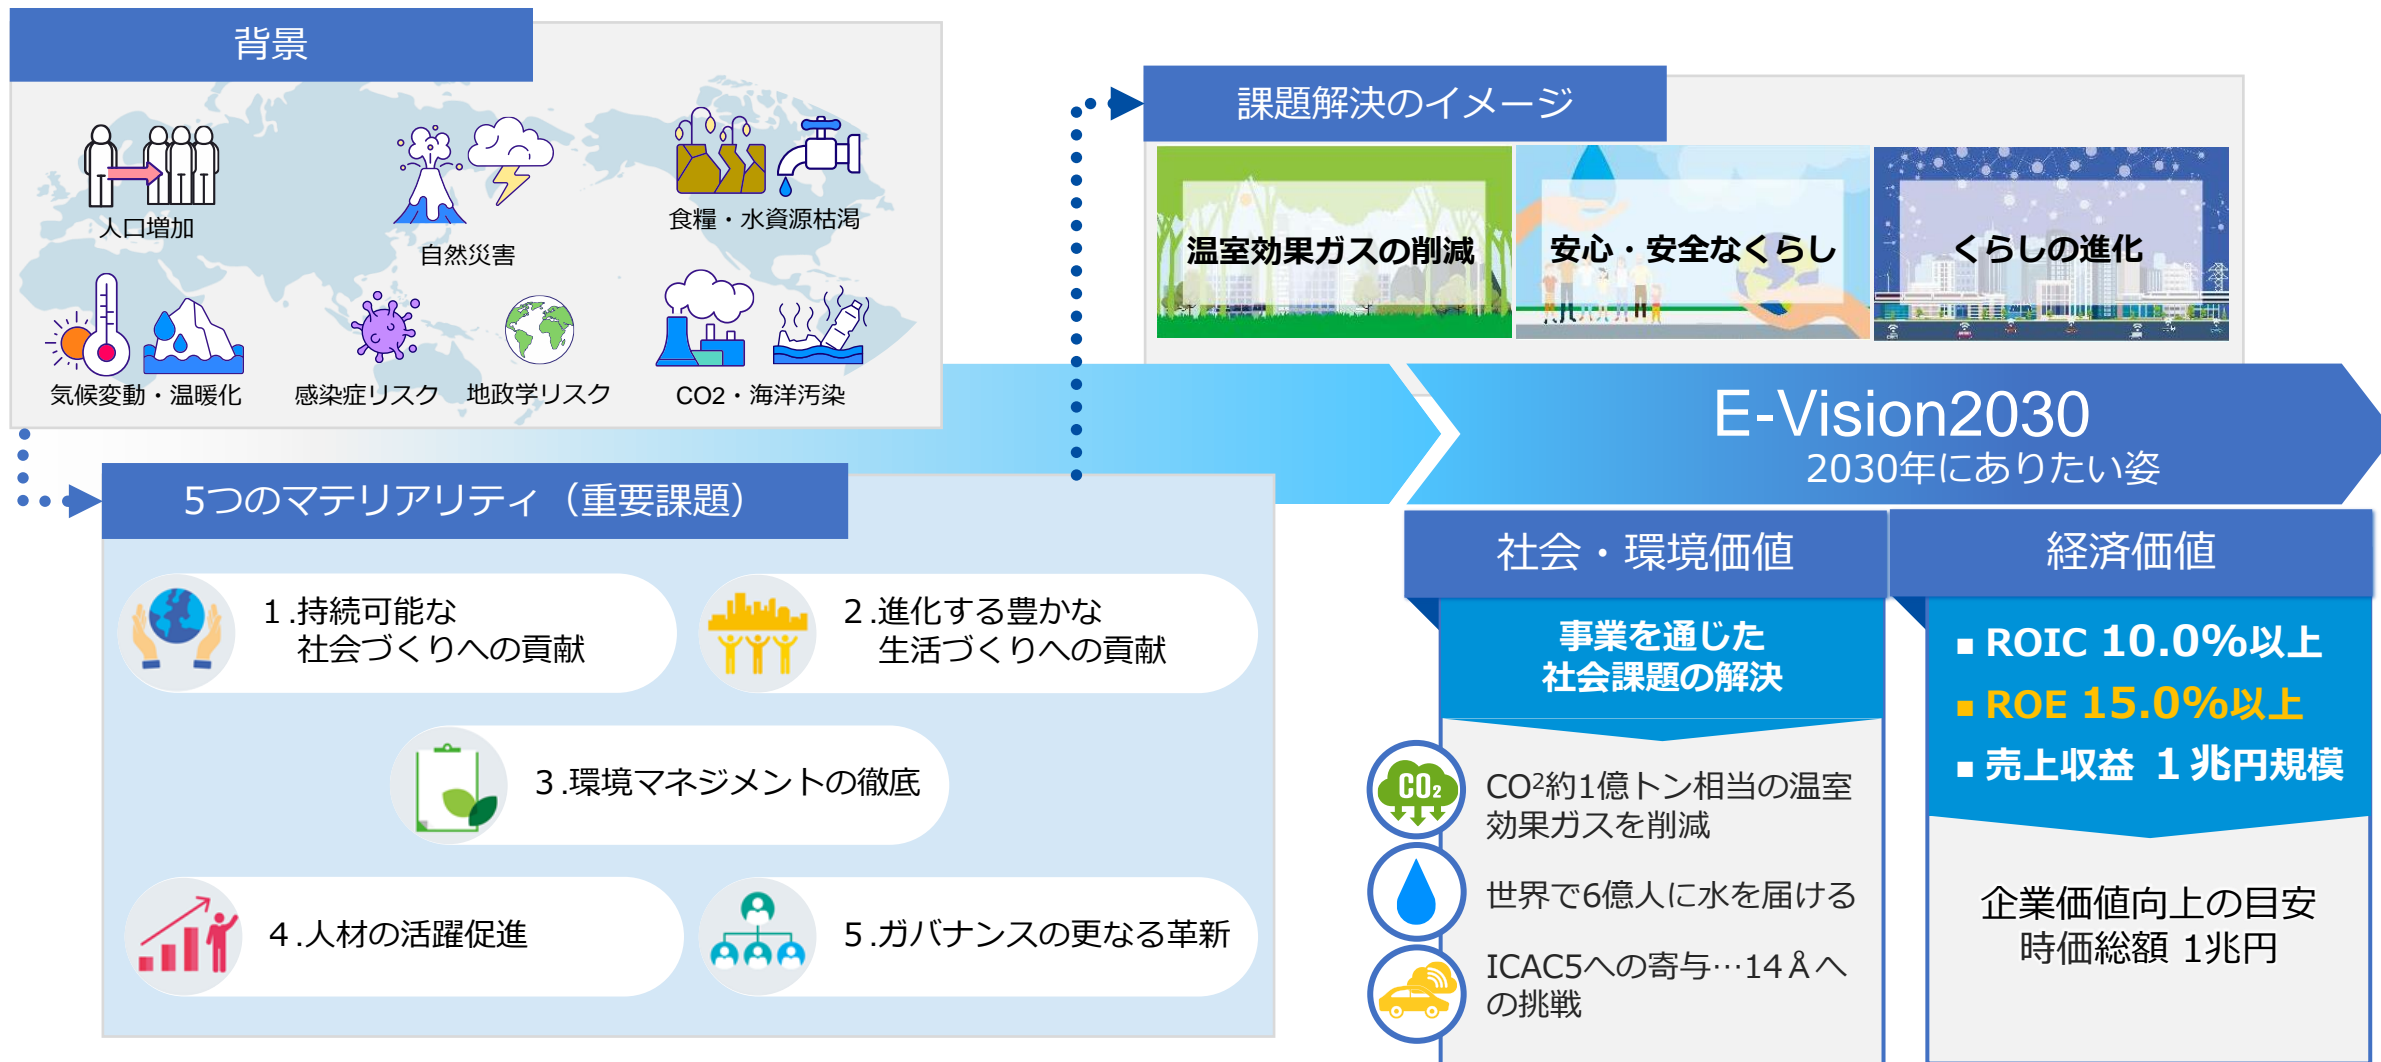 背景
人口増加
自然災害
食糧・水資源枯渇
気候変動・温暖化
感染症リスク
地政学リスク
CO2・海洋汚染
5つのマテリアリティ（重要課題）
１.持続可能な
社会づくりへの貢献
２.進化する豊かな
生活づくりへの貢献
３.環境マネジメントの徹底
４.人材の活躍促進
５.ガバナンスの更なる革新
課題解決のイメージ
温室効果ガスの削減
安心・安全なくらし
くらしの進化
E-Vision2030
2030年にありたい姿
社会・環境価値
事業を通じた
社会課題の解決
CO₂
CO²約1億トン相当の温室
効果ガスを削減
世界で6億人に水を届ける
ICAC5への寄与…14Åへ
の挑戦
経済価値
■ ROIC 10.0%以上
■ ROE 15.0%以上
■ 売上収益 １兆円規模
企業価値向上の目安
時価総額 1兆円